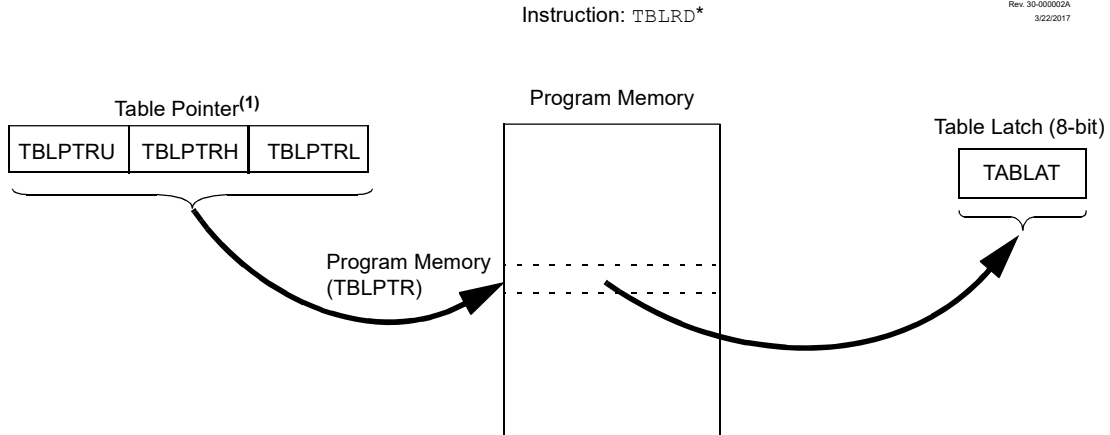 Instruction: TBLRD*
Rev. 30-000002A
3/22/2017
Table Pointer(1)
Program Memory
Table Latch (8-bit)
TBLPTRU TBLPTRH TBLPTRL
TABLAT
Program Memory
(TBLPTR)